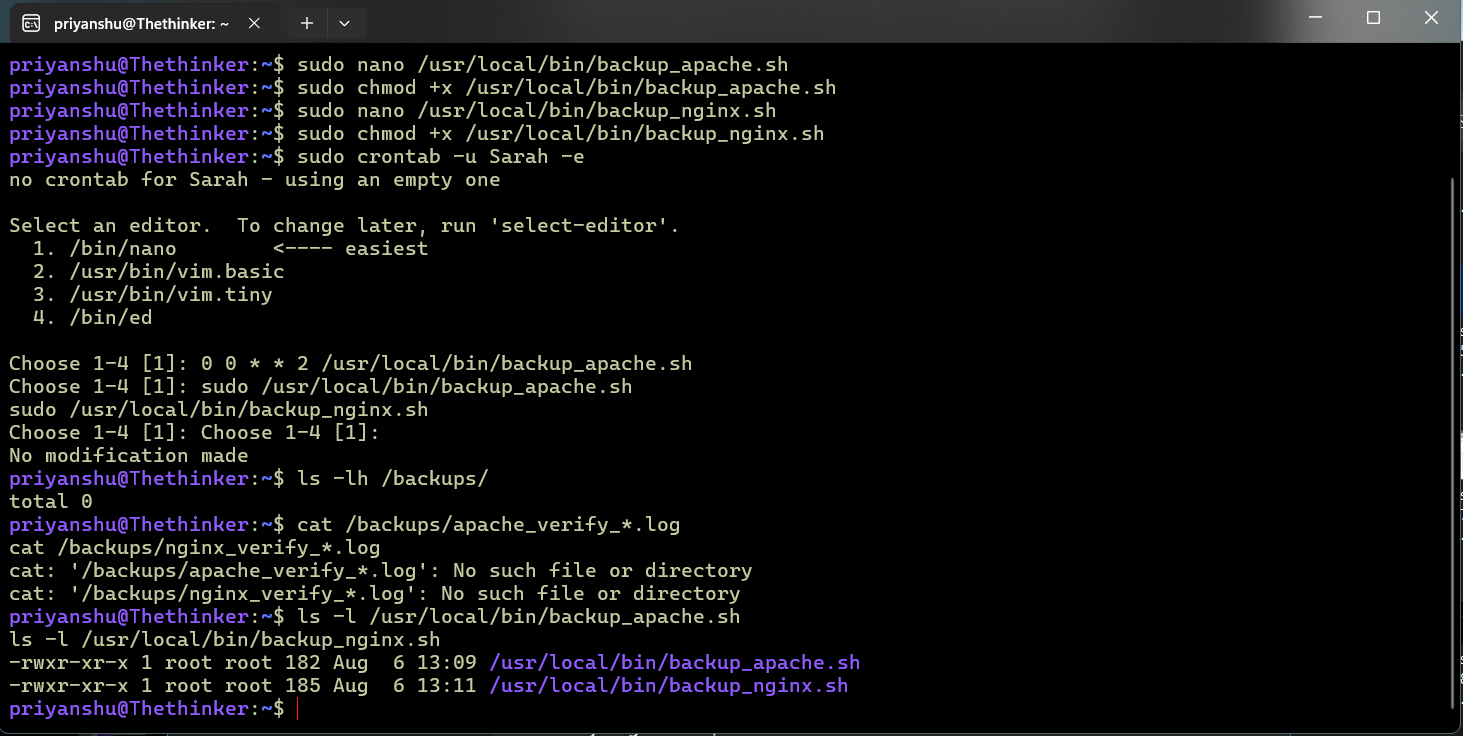 priyanshu@Thethinker: ~
priyanshu@Thethinker:~$ sudo nano /usr/local/bin/backup_apache.sh
priyanshu@Thethinker:~$ sudo chmod +x /usr/local/bin/backup_apache.sh
priyanshu@Thethinker:~$ sudo nano /usr/local/bin/backup_nginx.sh
priyanshu@Thethinker:~$ sudo chmod +x /usr/local/bin/backup_nginx.sh
priyanshu@Thethinker:~$ sudo crontab -u Sarah -e
no crontab for Sarah - using an empty one

Select an editor.  To change later, run 'select-editor'.
  1. /bin/nano        <---- easiest
  2. /usr/bin/vim.basic
  3. /usr/bin/vim.tiny
  4. /bin/ed

Choose 1-4 [1]: 0 0 * * 2 /usr/local/bin/backup_apache.sh
Choose 1-4 [1]: sudo /usr/local/bin/backup_apache.sh
sudo /usr/local/bin/backup_nginx.sh
Choose 1-4 [1]: Choose 1-4 [1]:
No modification made
priyanshu@Thethinker:~$ ls -lh /backups/
total 0
priyanshu@Thethinker:~$ cat /backups/apache_verify_*.log
cat /backups/nginx_verify_*.log
cat: '/backups/apache_verify_*.log': No such file or directory
cat: '/backups/nginx_verify_*.log': No such file or directory
priyanshu@Thethinker:~$ ls -l /usr/local/bin/backup_apache.sh
ls -l /usr/local/bin/backup_nginx.sh
-rwxr-xr-x 1 root root 182 Aug  6 13:09 /usr/local/bin/backup_apache.sh
-rwxr-xr-x 1 root root 185 Aug  6 13:11 /usr/local/bin/backup_nginx.sh
priyanshu@Thethinker:~$